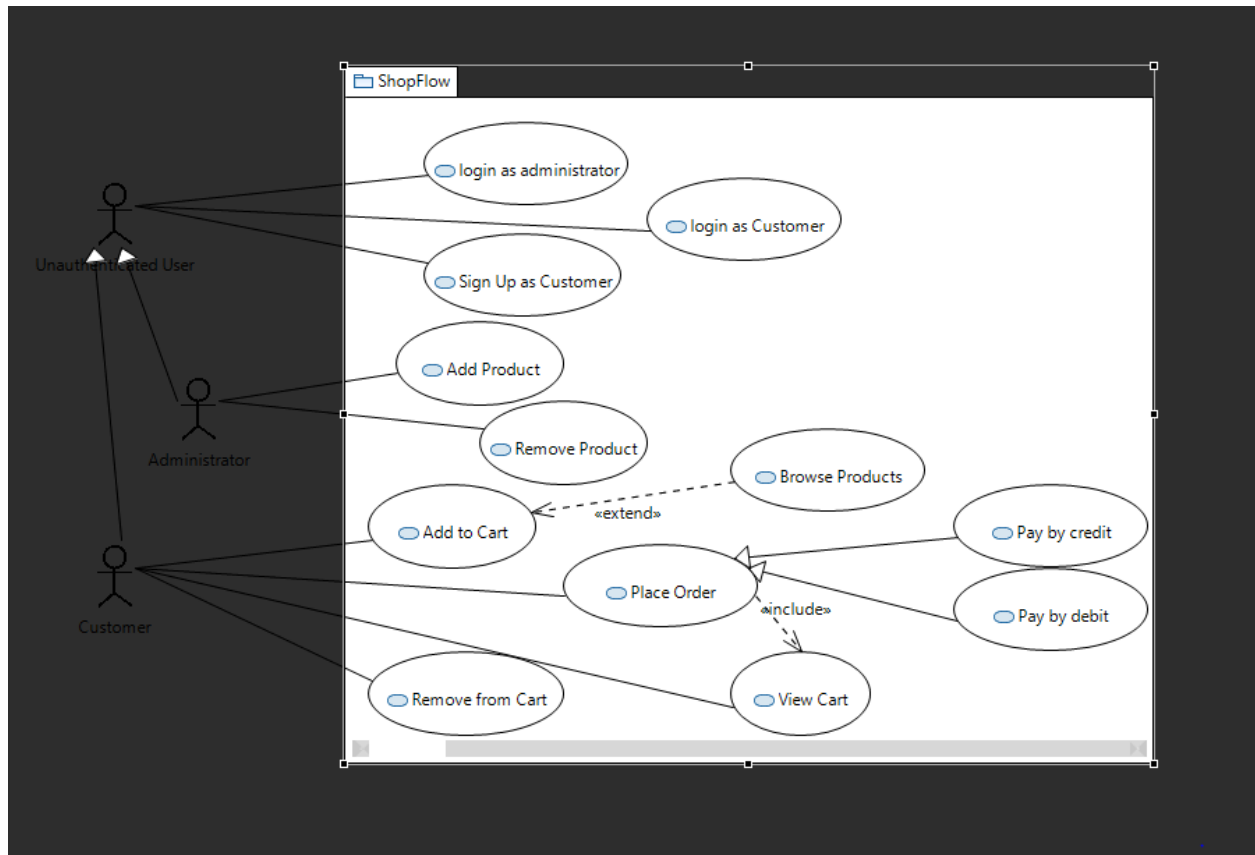 ShopFlow
login as administrator
login as Customer
Unauthenticated User
Sign Up as Customer
Add Product
Administrator
Remove Product
Browse Products
«extend»
Add to Cart
Pay by credit
Place Order
«include»
Pay by debit
Customer
Remove from Cart
View Cart